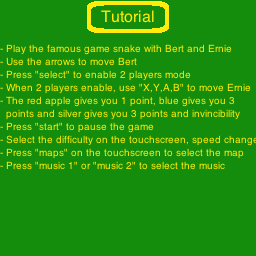 Tutorial
- Play the famous game snake with Bert and Ernie
- Use the arrows to move Bert
- Press "select" to enable 2 players mode
- When 2 players enable, use "X,Y,A,B" to move Ernie
- The red apple gives you 1 point, blue gives you 3
points and silver gives you 3 points and invincibility
- Press "start" to pause the game
- Select the difficulty on the touchscreen, speed change
- Press "maps" on the touchscreen to select the map
- Press "music 1" or "music 2" to select the music